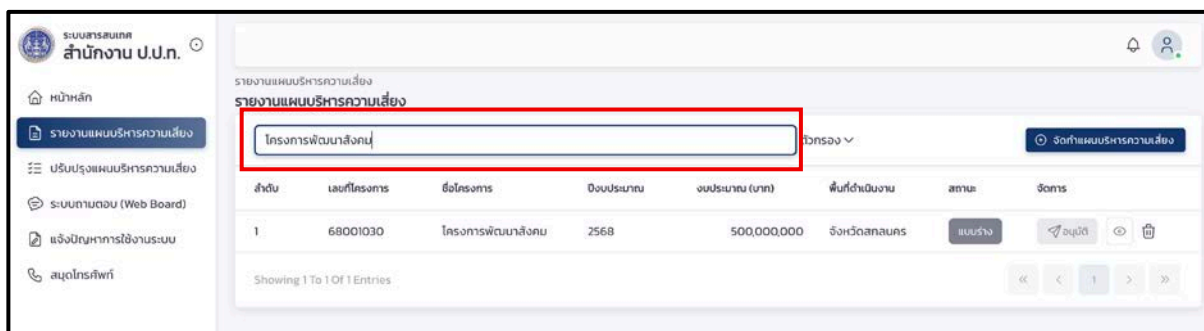 ระบบสารสนเทศ
สำนักงาน ป.ป.ท.
หน้าหลัก
รายงานแผนบริหารความเสี่ยง
ปรับปรุงแผนบริหารความเสี่ยง
ระบบถามตอบ (Web Board)
แจ้งปัญหาการใช้งานระบบ
สมุดโทรศัพท์
รายงานแผนบริหารความเสี่ยง
รายงานแผนบริหารความเสี่ยง
โครงการพัฒนาสังคม ตัวกรอง จัดทำแผนบริหารความเสี่ยง
ลำดับ เลขที่โครงการ ชื่อโครงการ ปีงบประมาณ งบประมาณ (บาท) พื้นที่ดำเนินงาน สถานะ จัดการ
1 68001030 โครงการพัฒนาสังคม 2568 500,000,000 จังหวัดสกลนคร แบบร่าง อนุมัติ
Showing 1 To 1 Of 1 Entries « < 1 > »